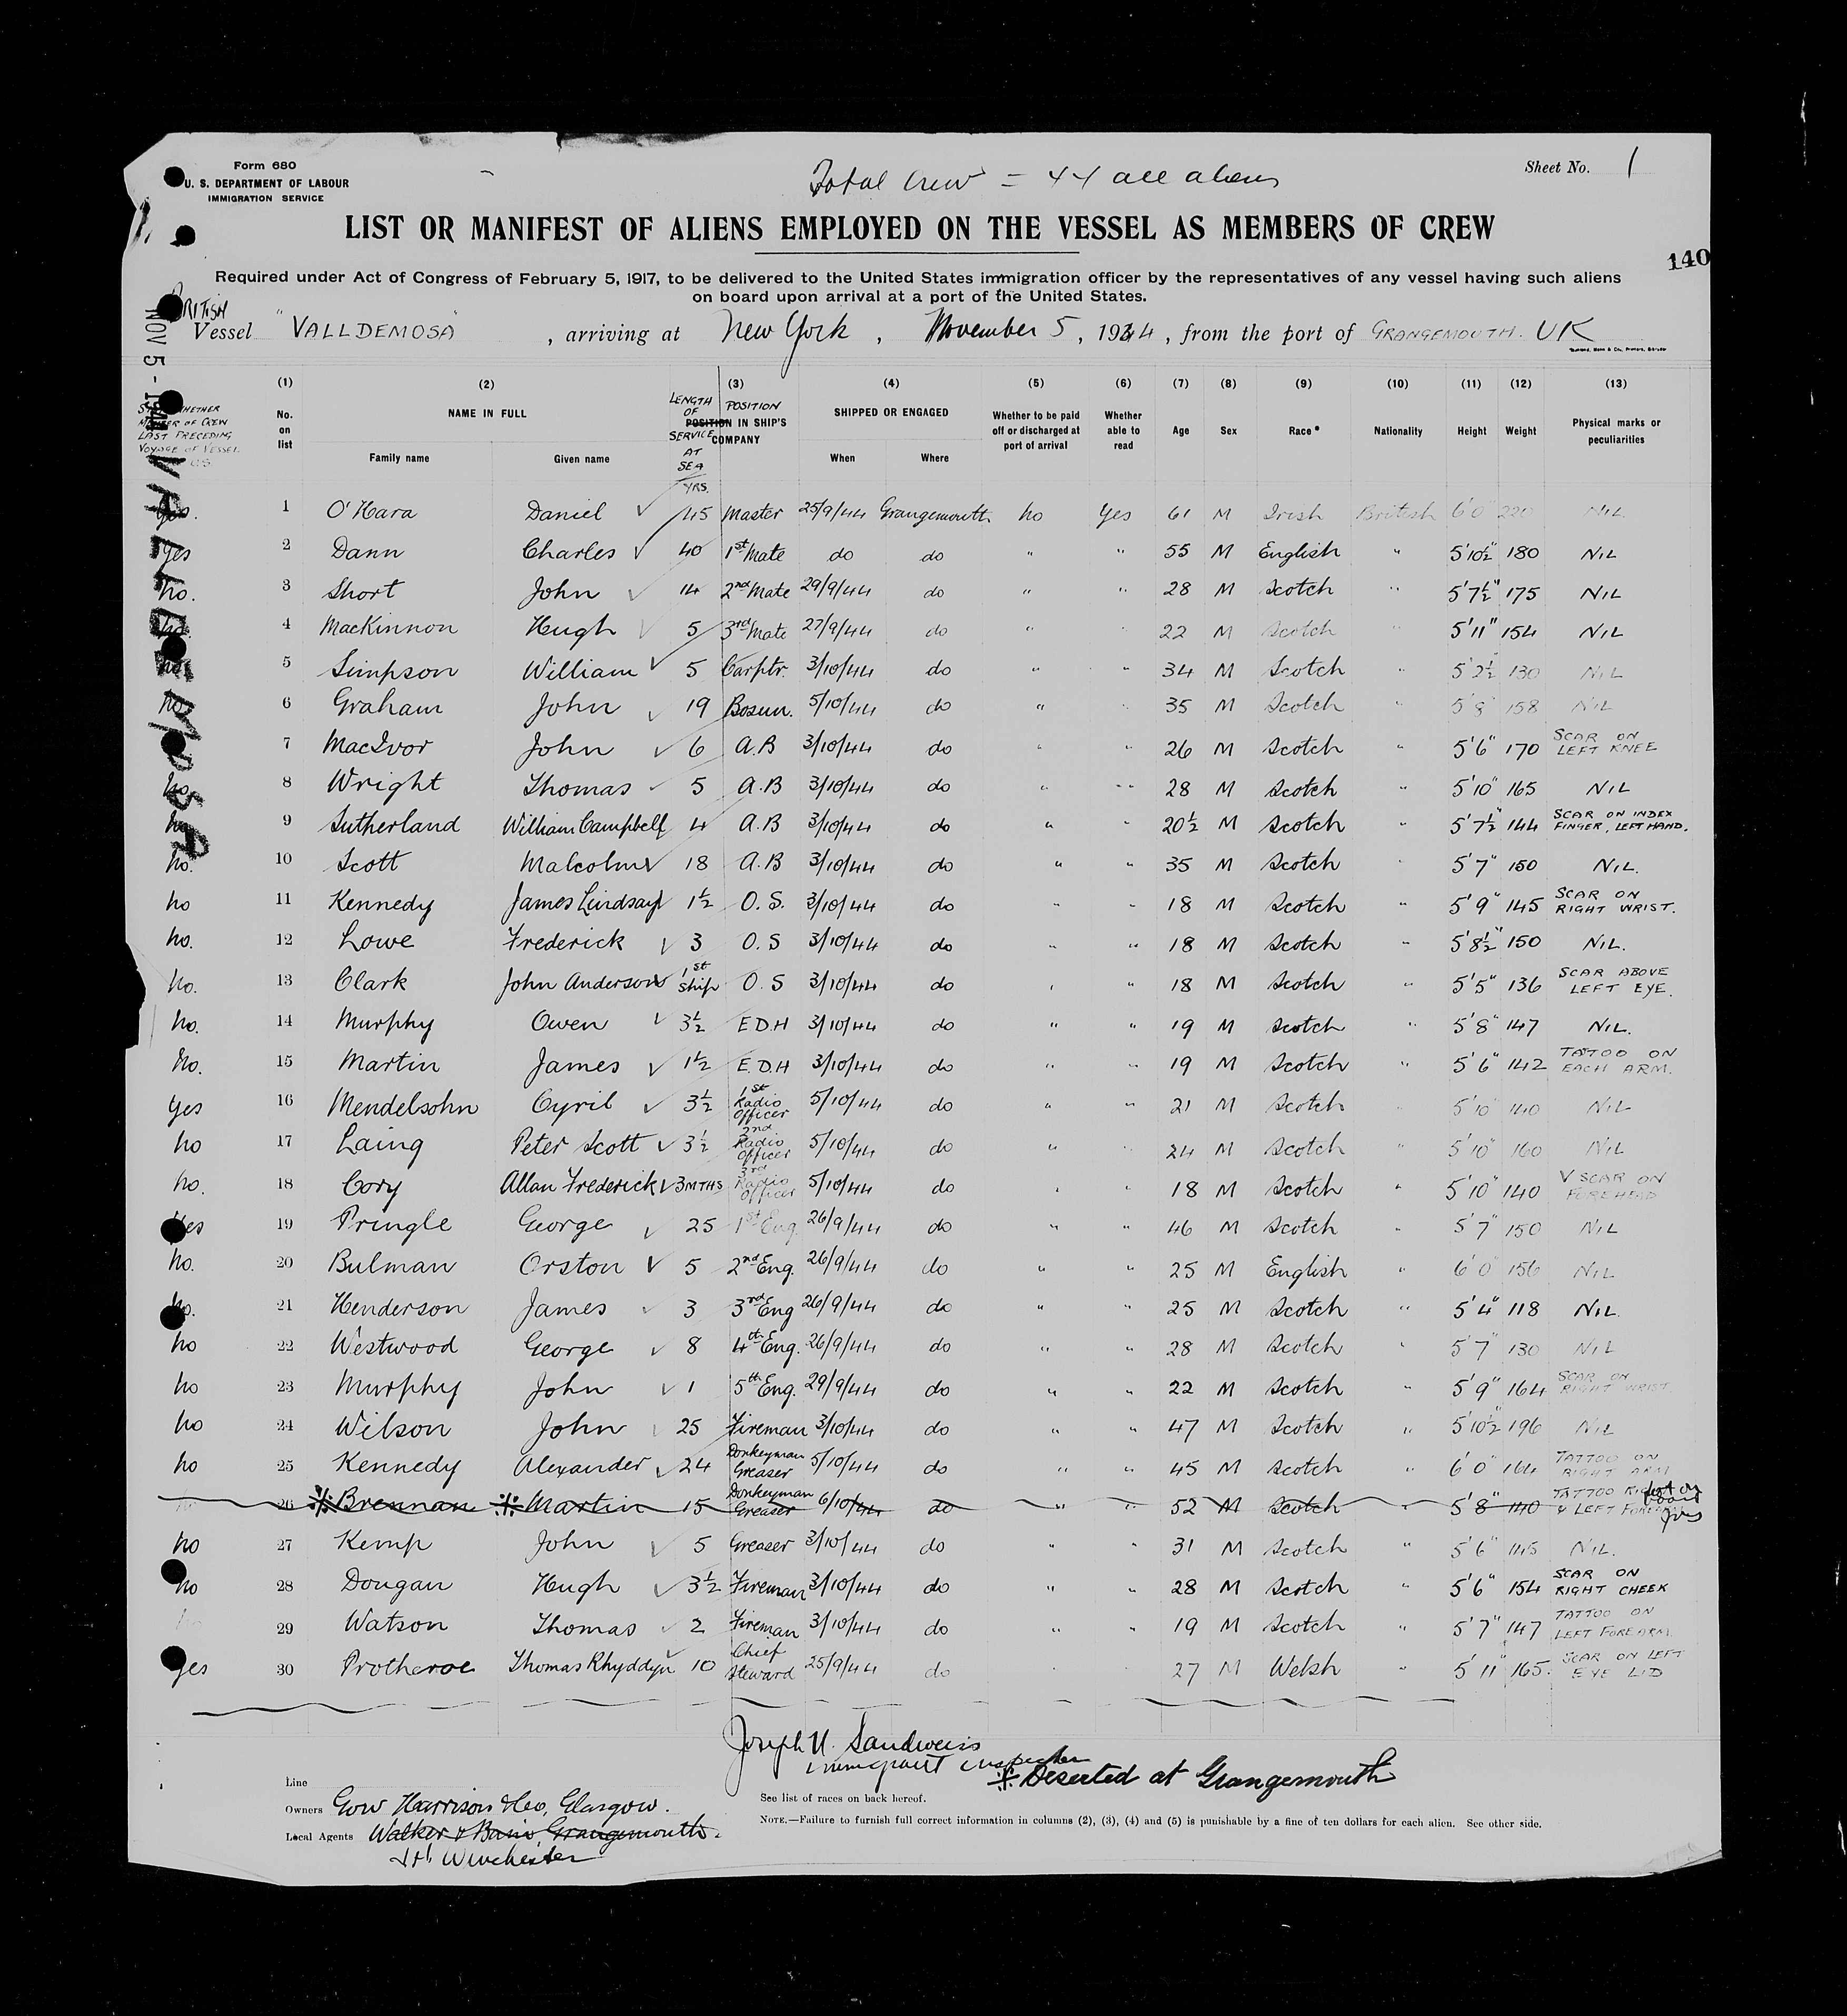 Form 680
U. S. DEPARTMENT OF LABOUR
IMMIGRATION SERVICE
Total Crew = 44 all aliens
Sheet No. 1
LIST OR MANIFEST OF ALIENS EMPLOYED ON THE VESSEL AS MEMBERS OF CREW
140
Required under Act of Congress of February 5, 1917, to be delivered to the United States immigration officer by the representatives of any vessel having such aliens
on board upon arrival at a port of the United States.
BRITISH
Vessel "VALLDEMOSA" , arriving at New York , November 5 , 1944 , from the port of GRANGEMOUTH. UK
NOV 5 - 1944 VALLDEMOSA
(1) (2) (3) (4) (5) (6) (7) (8) (9) (10) (11) (12) (13)
WHETHER MEMBER OF CREW LAST PRECEDING VOYAGE OF VESSEL U.S
No. on list
NAME IN FULL
Family name Given name
LENGTH OF SERVICE AT SEA YRS.
POSITION
POSITION IN SHIP'S COMPANY
SHIPPED OR ENGAGED
When Where
Whether to be paid off or discharged at port of arrival
Whether able to read
Age Sex Race* Nationality Height Weight
Physical marks or peculiarities
Yes. 1 O'Hara Daniel 45 Master 25/9/44 Grangemouth no Yes 61 M Irish British 6'0" 220 NIL
Yes 2 Dann Charles 40 1st Mate do do " " 55 M English " 5'10½" 180 NIL
no. 3 Short John 14 2nd Mate 29/9/44 do " " 28 M Scotch " 5'7½" 175 NIL
no. 4 MacKinnon Hugh 5 3rd Mate 27/9/44 do " " 22 M Scotch " 5'11" 154 NIL
no 5 Simpson William 5 Carptr. 3/10/44 do " " 34 M Scotch " 5'2½ 130 NIL
no 6 Graham John 19 Bosun. 5/10/44 do " " 35 M Scotch " 5'8" 158 NIL
7 MacIvor John 6 A.B 3/10/44 do " " 26 M Scotch " 5'6" 170 SCAR ON LEFT KNEE
no 8 Wright Thomas 5 A.B 3/10/44 do " " 28 M Scotch " 5'10" 165 NIL
no 9 Sutherland William Campbell 4 A.B 3/10/44 do " " 20½ M Scotch " 5'7½" 144 SCAR ON INDEX FINGER, LEFT HAND.
no. 10 Scott Malcolm 18 A.B 3/10/44 do " " 35 M Scotch " 5'7" 150 NIL.
no 11 Kennedy James Lindsay 1½ O.S. 3/10/44 do " " 18 M Scotch " 5'9" 145 SCAR ON RIGHT WRIST.
no. 12 Lowe Frederick 3 O.S 3/10/44 do " " 18 M Scotch " 5'8½" 150 NIL.
no. 13 Clark John Anderson 1st ship O.S 3/10/44 do " " 18 M Scotch " 5'5" 136 SCAR ABOVE LEFT EYE.
no. 14 Murphy Owen 3½ E.D.H 3/10/44 do " " 19 M Scotch " 5'8" 147 NIL.
no. 15 Martin James 1½ E.D.H 3/10/44 do " " 19 M Scotch " 5'6" 142 TATTOO ON EACH ARM.
Yes 16 Mendelsohn Cyril 3½ 1st Radio Officer 5/10/44 do " " 21 M Scotch " 5'10" 140 NIL
no 17 Laing Peter Scott 3½ 2nd Radio Officer 5/10/44 do " " 24 M Scotch " 5'10" 160 NIL
no. 18 Cory Allan Frederick 3 MTHS 3rd Radio Officer 5/10/44 do " " 18 M Scotch " 5'10" 140 V SCAR ON FOREHEAD
Yes 19 Pringle George 25 1st Eng 26/9/44 do " " 46 M Scotch " 5'7" 150 NIL
no. 20 Bulman Orston 5 2nd Eng. 26/9/44 do " " 25 M English " 6'0" 156 NIL
no. 21 Henderson James 3 3rd Eng 26/9/44 do " " 25 M Scotch " 5'4" 118 NIL.
no 22 Westwood George 8 4th Eng. 26/9/44 do " " 28 M Scotch " 5'7" 130 NIL
no 23 Murphy John 1 5th Eng. 29/9/44 do " " 22 M Scotch " 5'9" 164 SCAR ON RIGHT WRIST
no 24 Wilson John 25 Fireman 3/10/44 do " " 47 M Scotch " 5'10½" 196 NIL
no 25 Kennedy Alexander 24 Donkeyman Greaser 5/10/44 do " " 45 M Scotch " 6'0" 164 TATTOO ON RIGHT ARM
no 26 ※ Brennan ※ Martin 15 Donkeyman Greaser 6/10/44 do " " 52 M Scotch " 5'8" 140 TATTOO RIGHT & LEFT FOREARM not on board
no 27 Kemp John 5 Greaser 3/10/44 do " " 31 M Scotch " 5'6" 145 NIL.
no 28 Dougan Hugh 3½ Fireman 3/10/44 do " " 28 M Scotch " 5'6" 154 SCAR ON RIGHT CHEEK
no 29 Watson Thomas 2 Fireman 3/10/44 do " " 19 M Scotch " 5'7" 147 TATTOO ON LEFT FOREARM.
Yes 30 Protheroe Thomas Rhyddyn 10 Chief Steward 25/9/44 do " " 27 M Welsh " 5'11" 165. SCAR ON LEFT EYE LID
Joseph U. Sandweiss
Immigrant Inspector
※ Deserted at Grangemouth
Line
Owners Gow Harrison & Co, Glasgow.
Local Agents Walker & Bain, Grangemouth.
J.H. Winchester
See list of races on back hereof.
NOTE.—Failure to furnish full correct information in columns (2), (3), (4) and (5) is punishable by a fine of ten dollars for each alien. See other side.